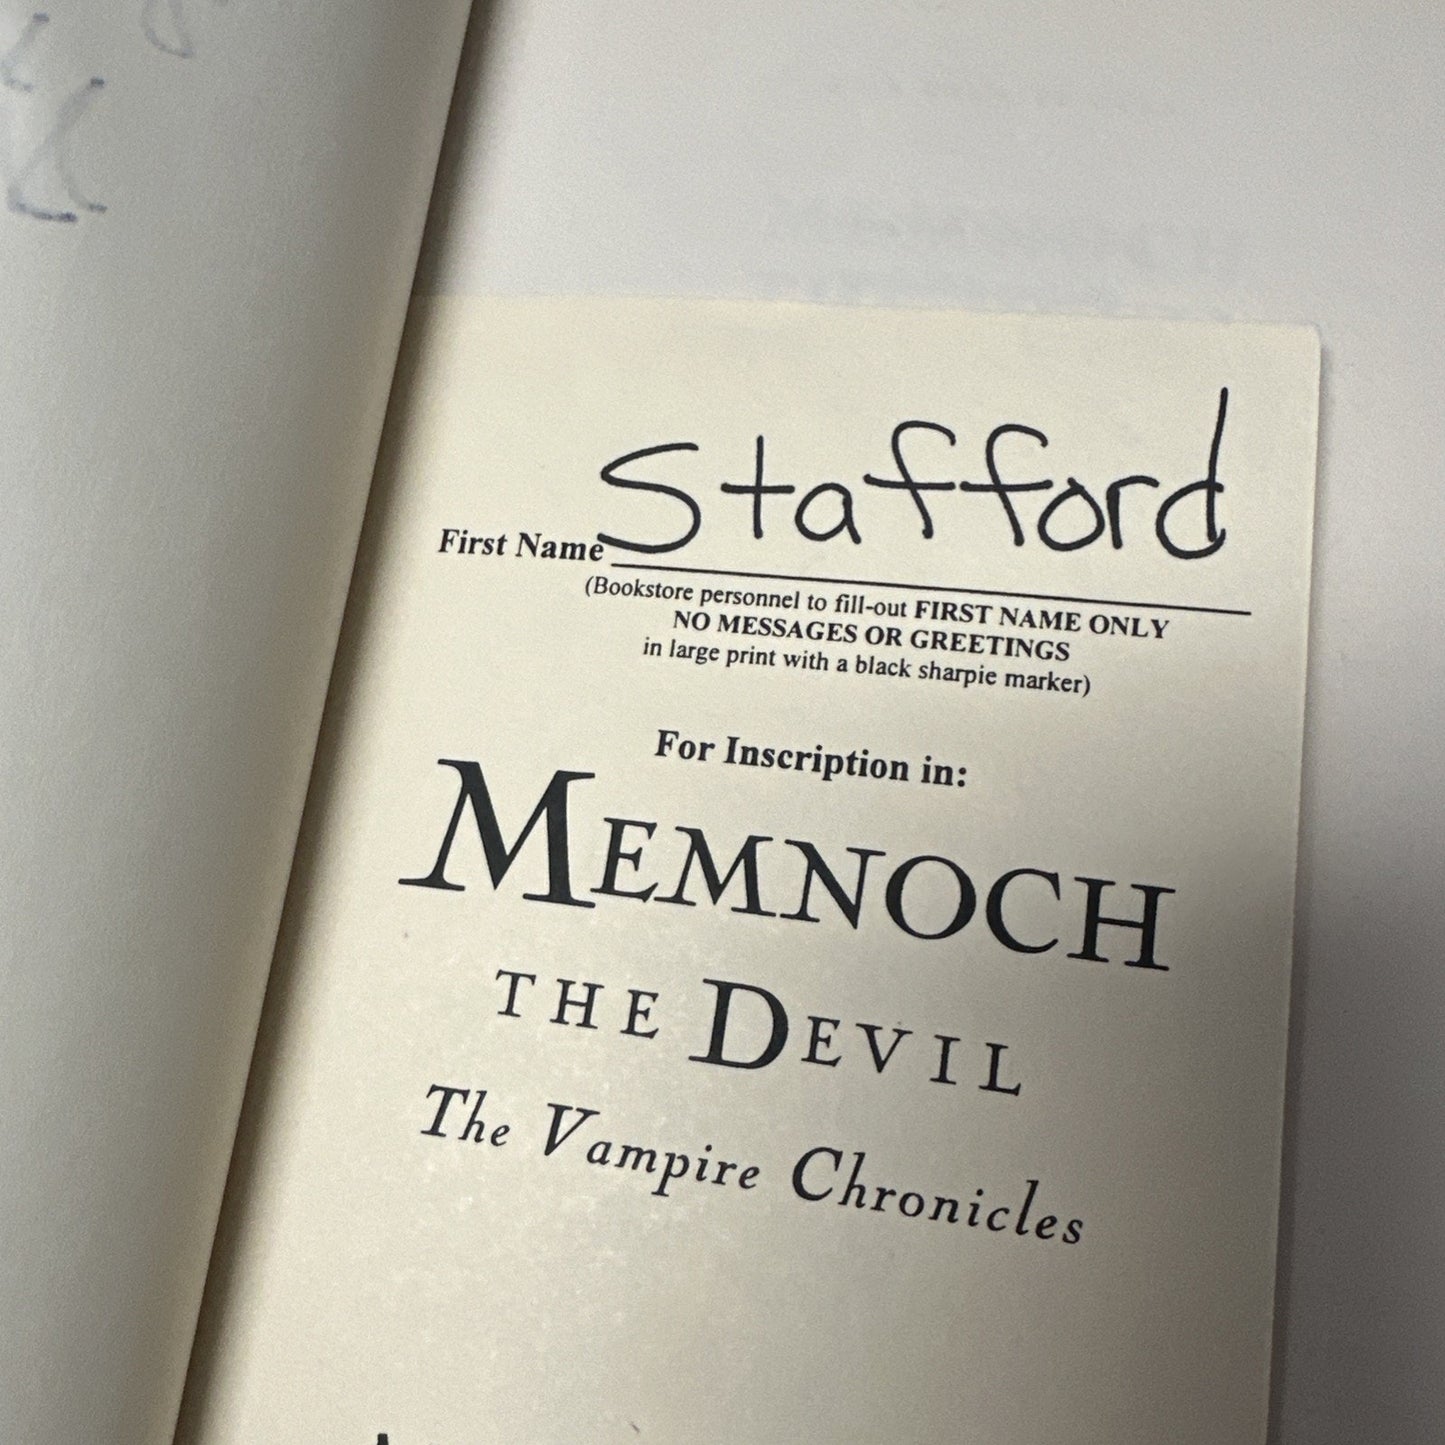 Stafford
First Name
(Bookstore personnel to fill-out FIRST NAME ONLY
NO MESSAGES OR GREETINGS
in large print with a black sharpie marker)
For Inscription in:
MEMNOCH
THE DEVIL
The Vampire Chronicles